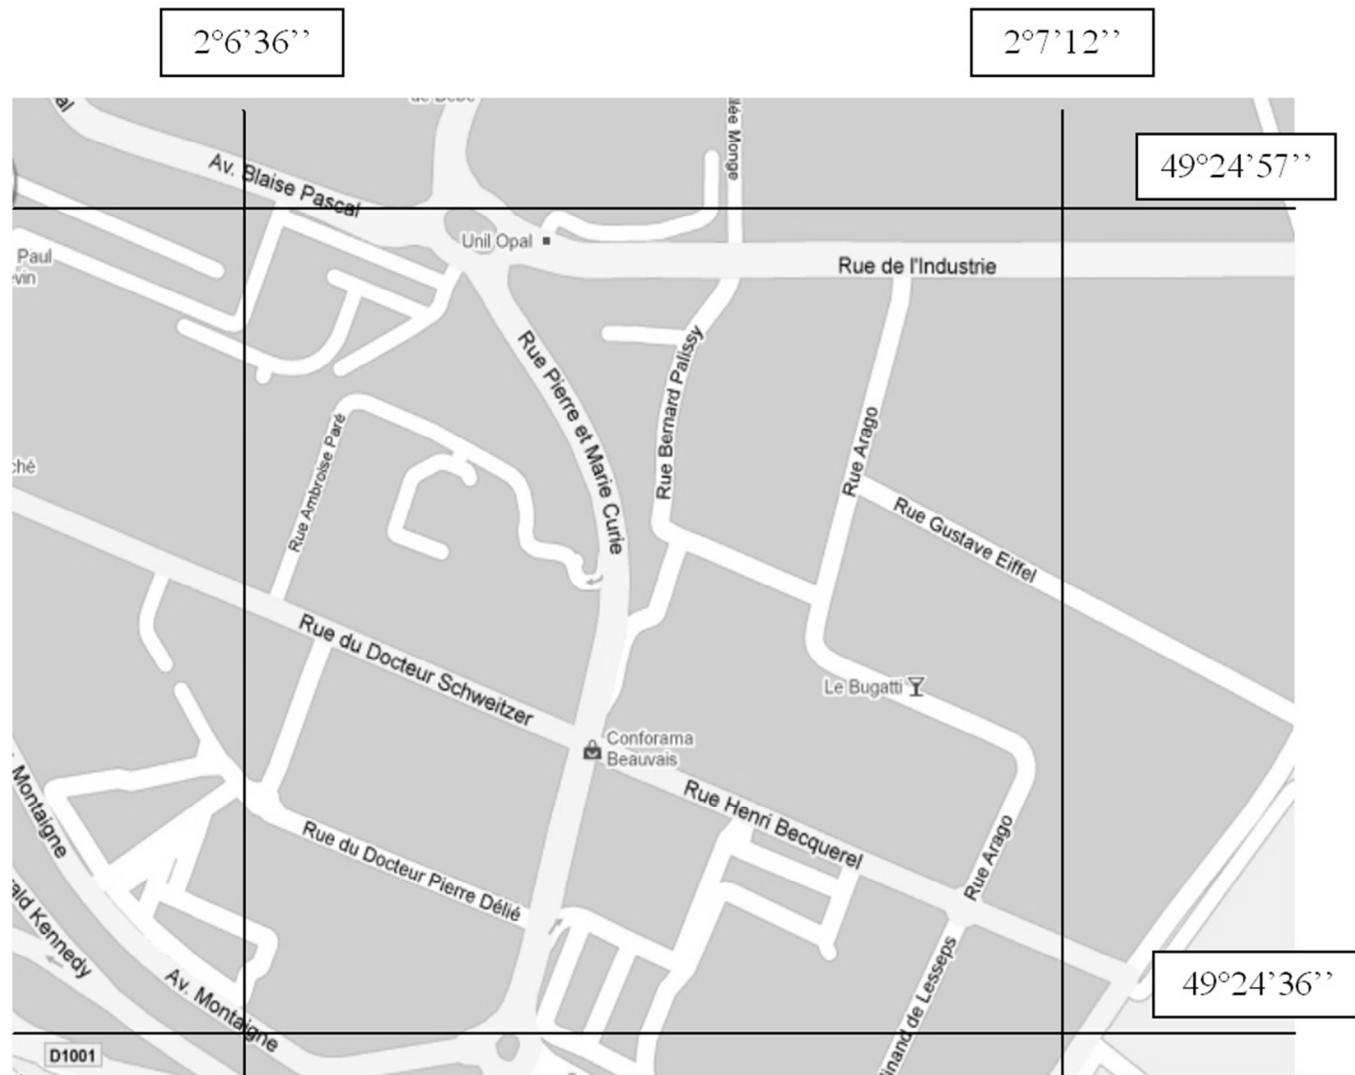 2°6’36’’
2°7’12’’
49°24’57’’
Av. Blaise Pascal
Unil Opal
Rue de l'Industrie
Paul
Rue Pierre et Marie Curie
Rue Bernard Palissy
Rue Arago
Rue Ambroise Paré
Rue Gustave Eiffel
Rue du Docteur Schweitzer
Le Bugatti
Conforama
Beauvais
Rue Henri Becquerel
Montaigne
Rue du Docteur Pierre Délié
Rue Arago
Kennedy
Av. Montaigne
de Lesseps
49°24’36’’
D1001